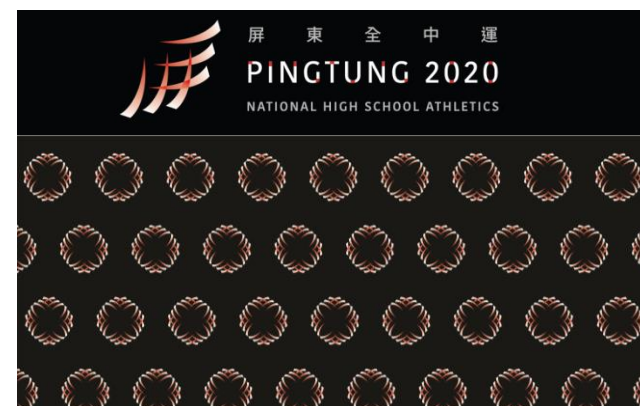 屏東全中運
PINGTUNG 2020
NATIONAL HIGH SCHOOL ATHLETICS